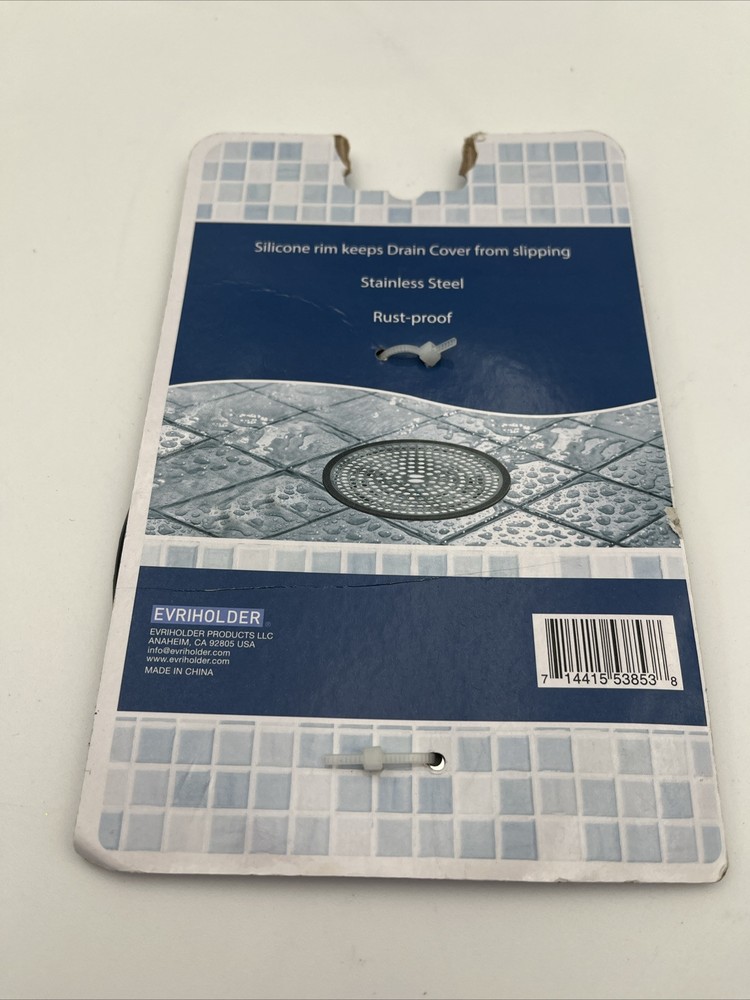 Silicone rim keeps Drain Cover from slipping
Stainless Steel
Rust-proof
EVRIHOLDER
EVRIHOLDER PRODUCTS LLC
ANAHEIM, CA 92805 USA
info@evriholder.com
www.evriholder.com
MADE IN CHINA
7 14415 53853 8